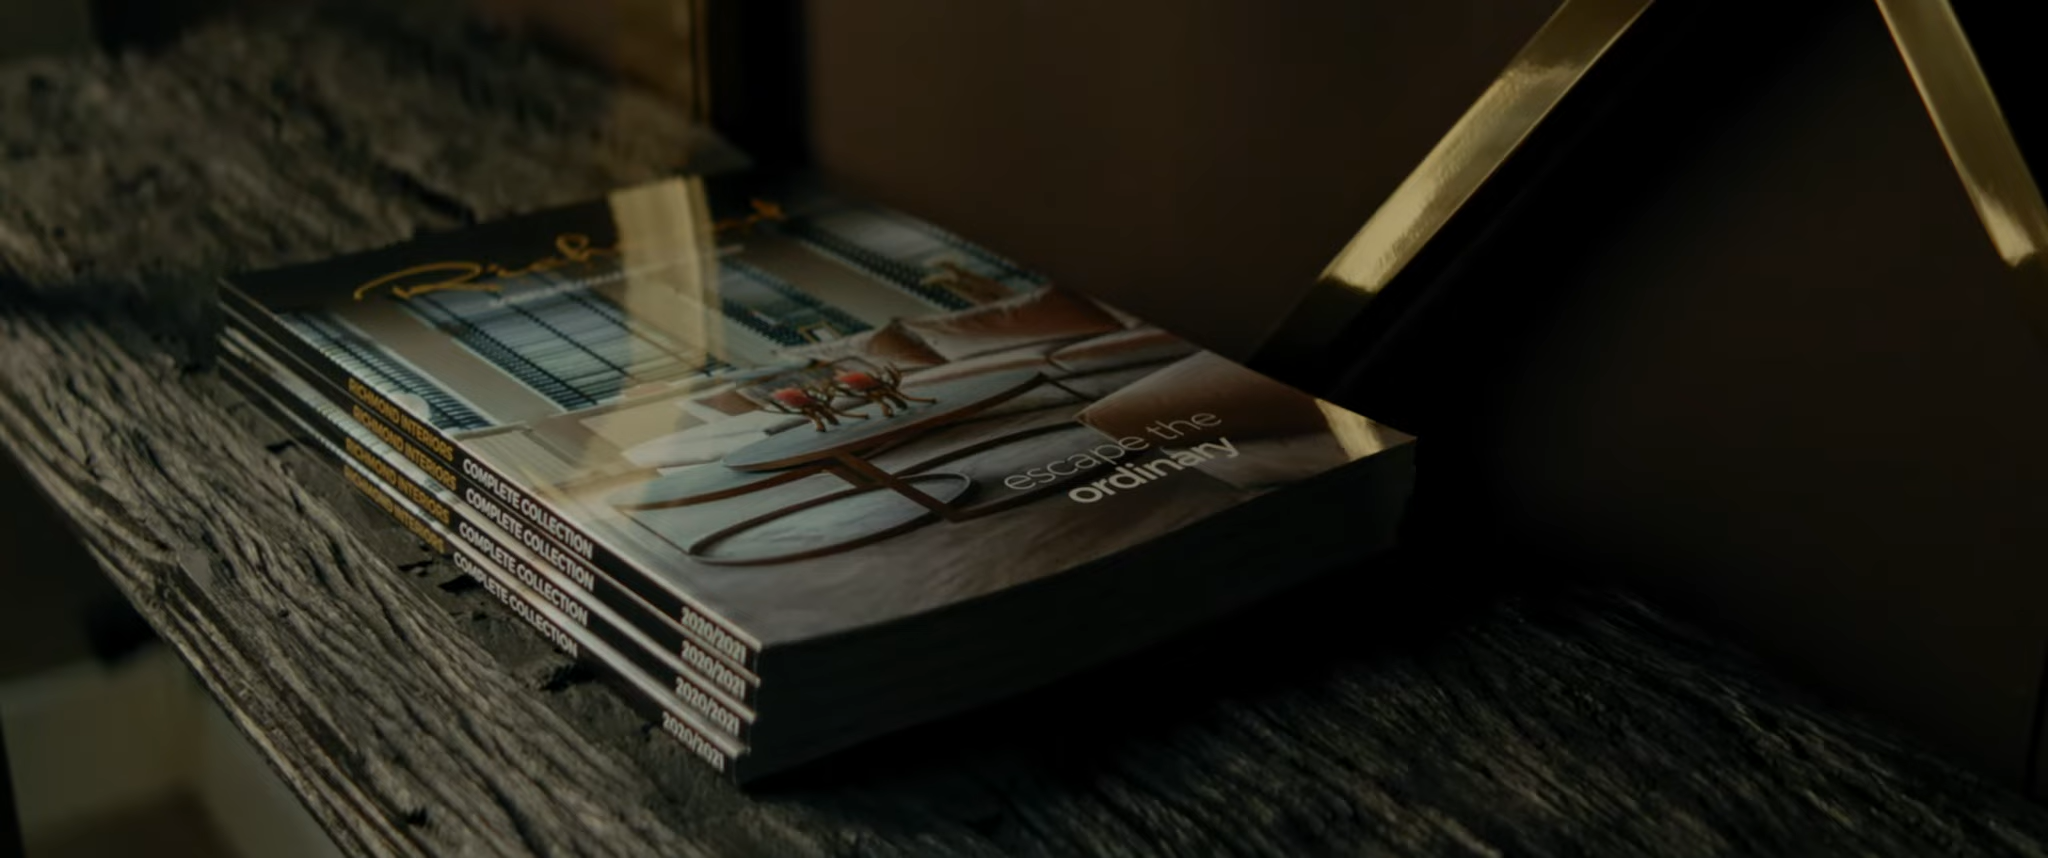 Richmond
escape the
ordinary
RICHMOND INTERIORS COMPLETE COLLECTION 2020/2021
RICHMOND INTERIORS COMPLETE COLLECTION 2020/2021
RICHMOND INTERIORS COMPLETE COLLECTION 2020/2021
RICHMOND INTERIORS COMPLETE COLLECTION 2020/2021